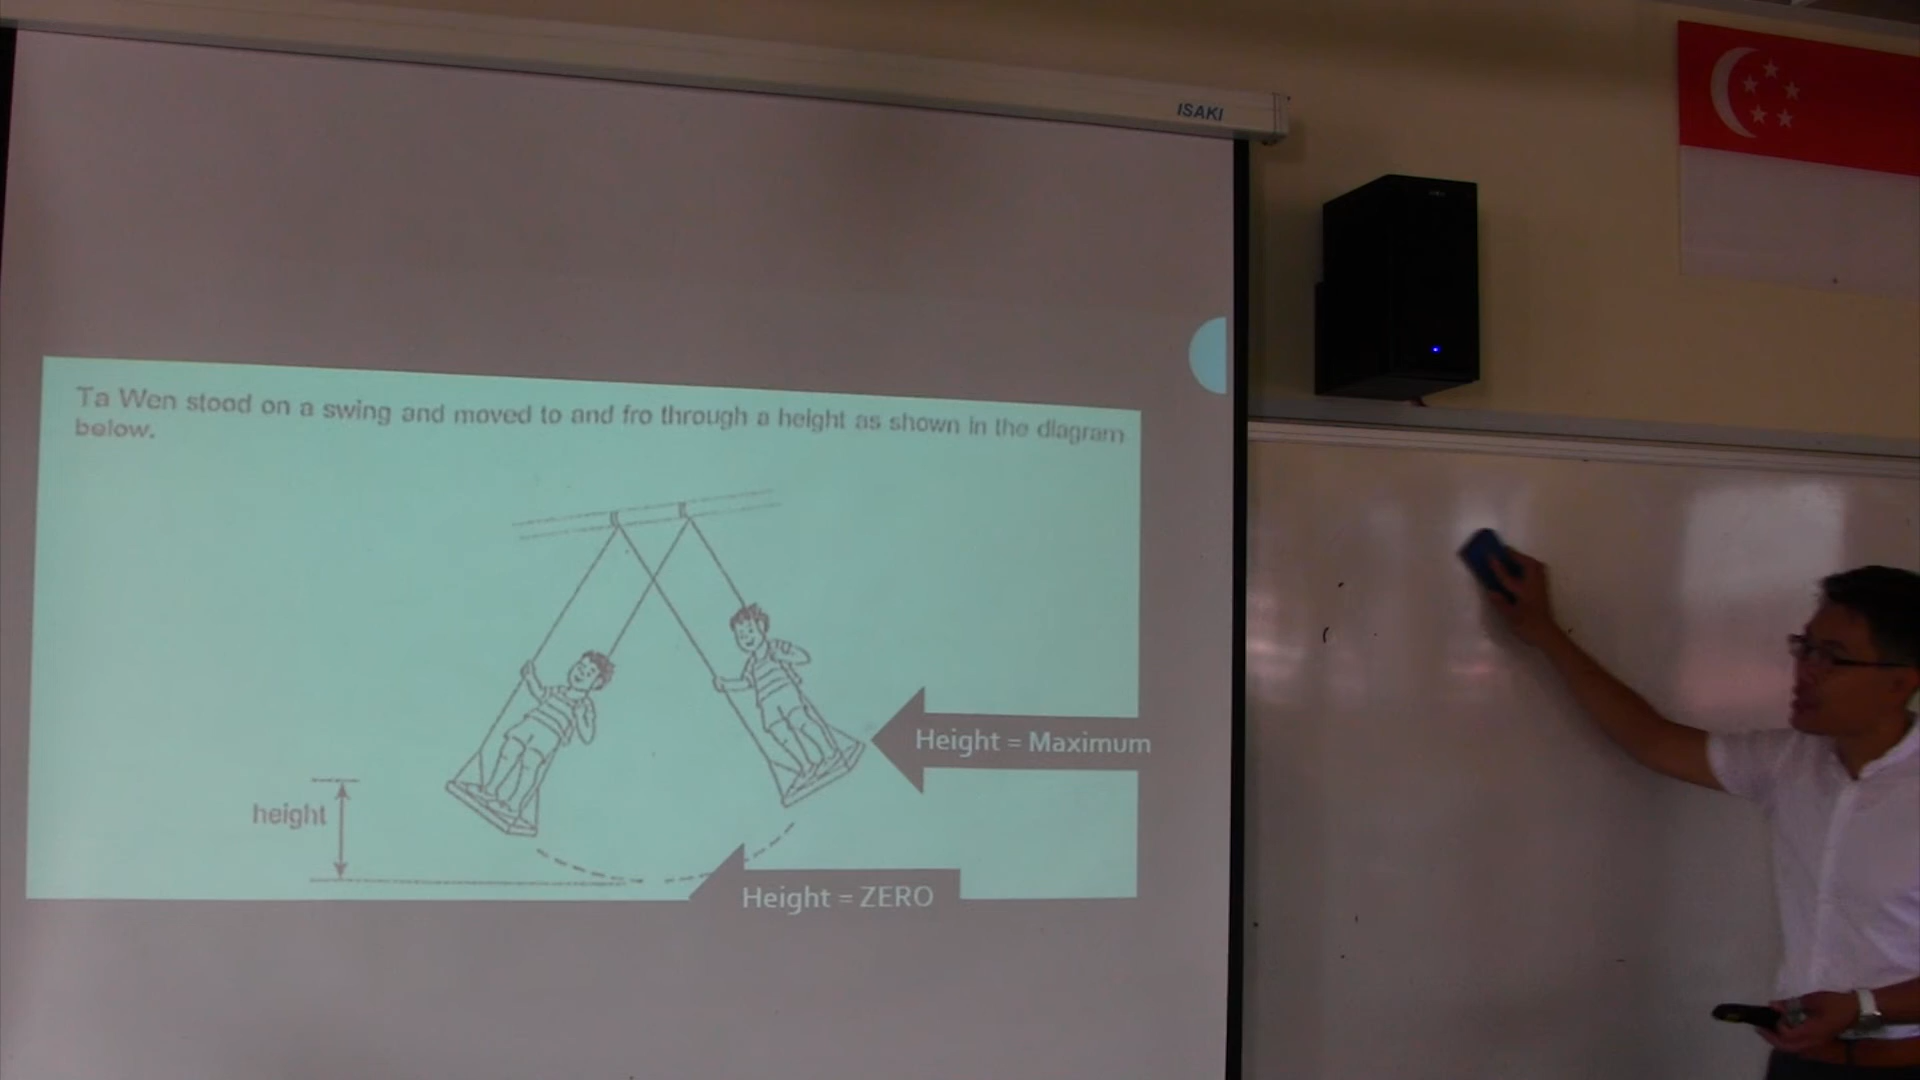 ISAKI
Ta Wen stood on a swing and moved to and fro through a height as shown in the diagram
below.
Height = Maximum
height
Height = ZERO